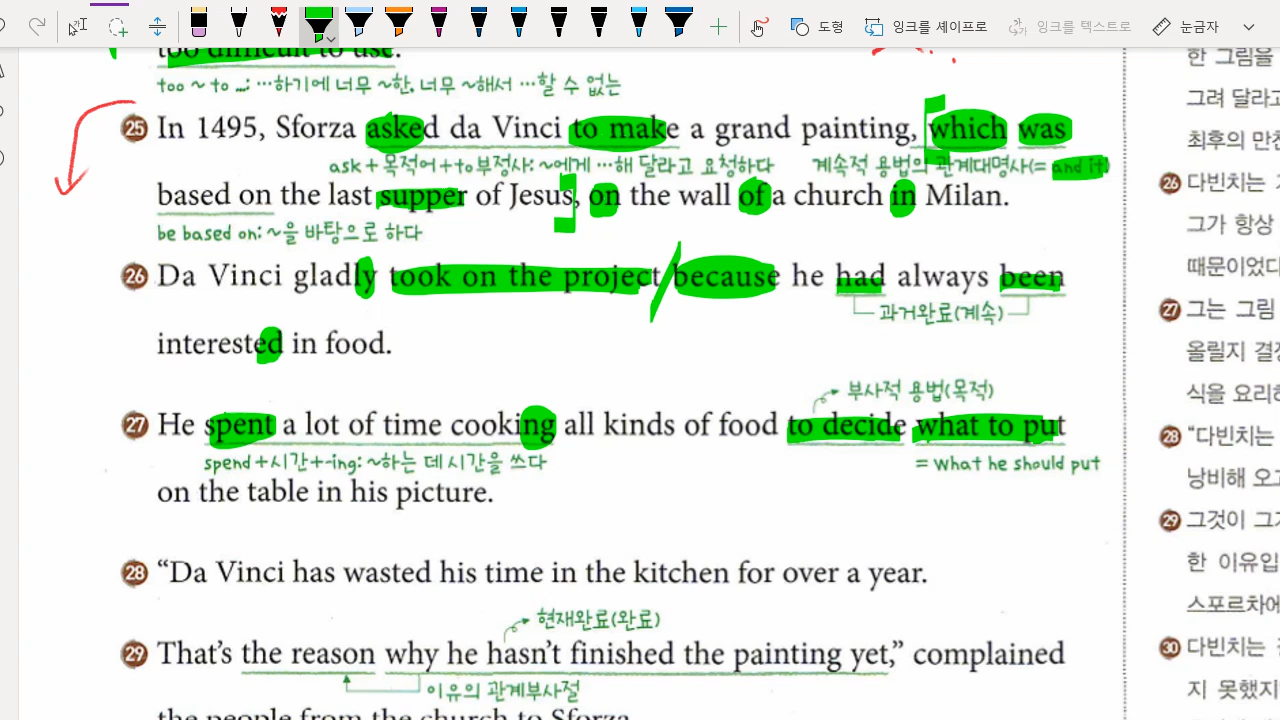 도형
잉크를 셰이프로
잉크를 텍스트로
눈금자
too difficult to use.
too ~ to …: …하기에 너무 ~한, 너무 ~해서 …할 수 없는
한 그림을
25 In 1495, Sforza asked da Vinci to make a grand painting, which was
그려 달라고
ask+목적어+to부정사: ~에게 …해 달라고 요청하다 계속적 용법의 관계대명사(= and it)
최후의 만찬
based on the last supper of Jesus, on the wall of a church in Milan.
26 다빈치는
be based on: ~을 바탕으로 하다
그가 항상
26 Da Vinci gladly took on the project because he had always been
때문이었다
과거완료(계속)
27 그는 그림
interested in food.
올릴지 결정
부사적 용법(목적)
식을 요리하
27 He spent a lot of time cooking all kinds of food to decide what to put
28 “다빈치는
spend+시간+-ing: ~하는 데 시간을 쓰다 = what he should put
낭비해 오고
on the table in his picture.
29 그것이 그가
한 이유입
28 “Da Vinci has wasted his time in the kitchen for over a year.
스포르차에
현재완료(완료)
29 That’s the reason why he hasn’t finished the painting yet,” complained
30 다빈치는
이유의 관계부사절
지 못했지
the people from the church to Sforza.